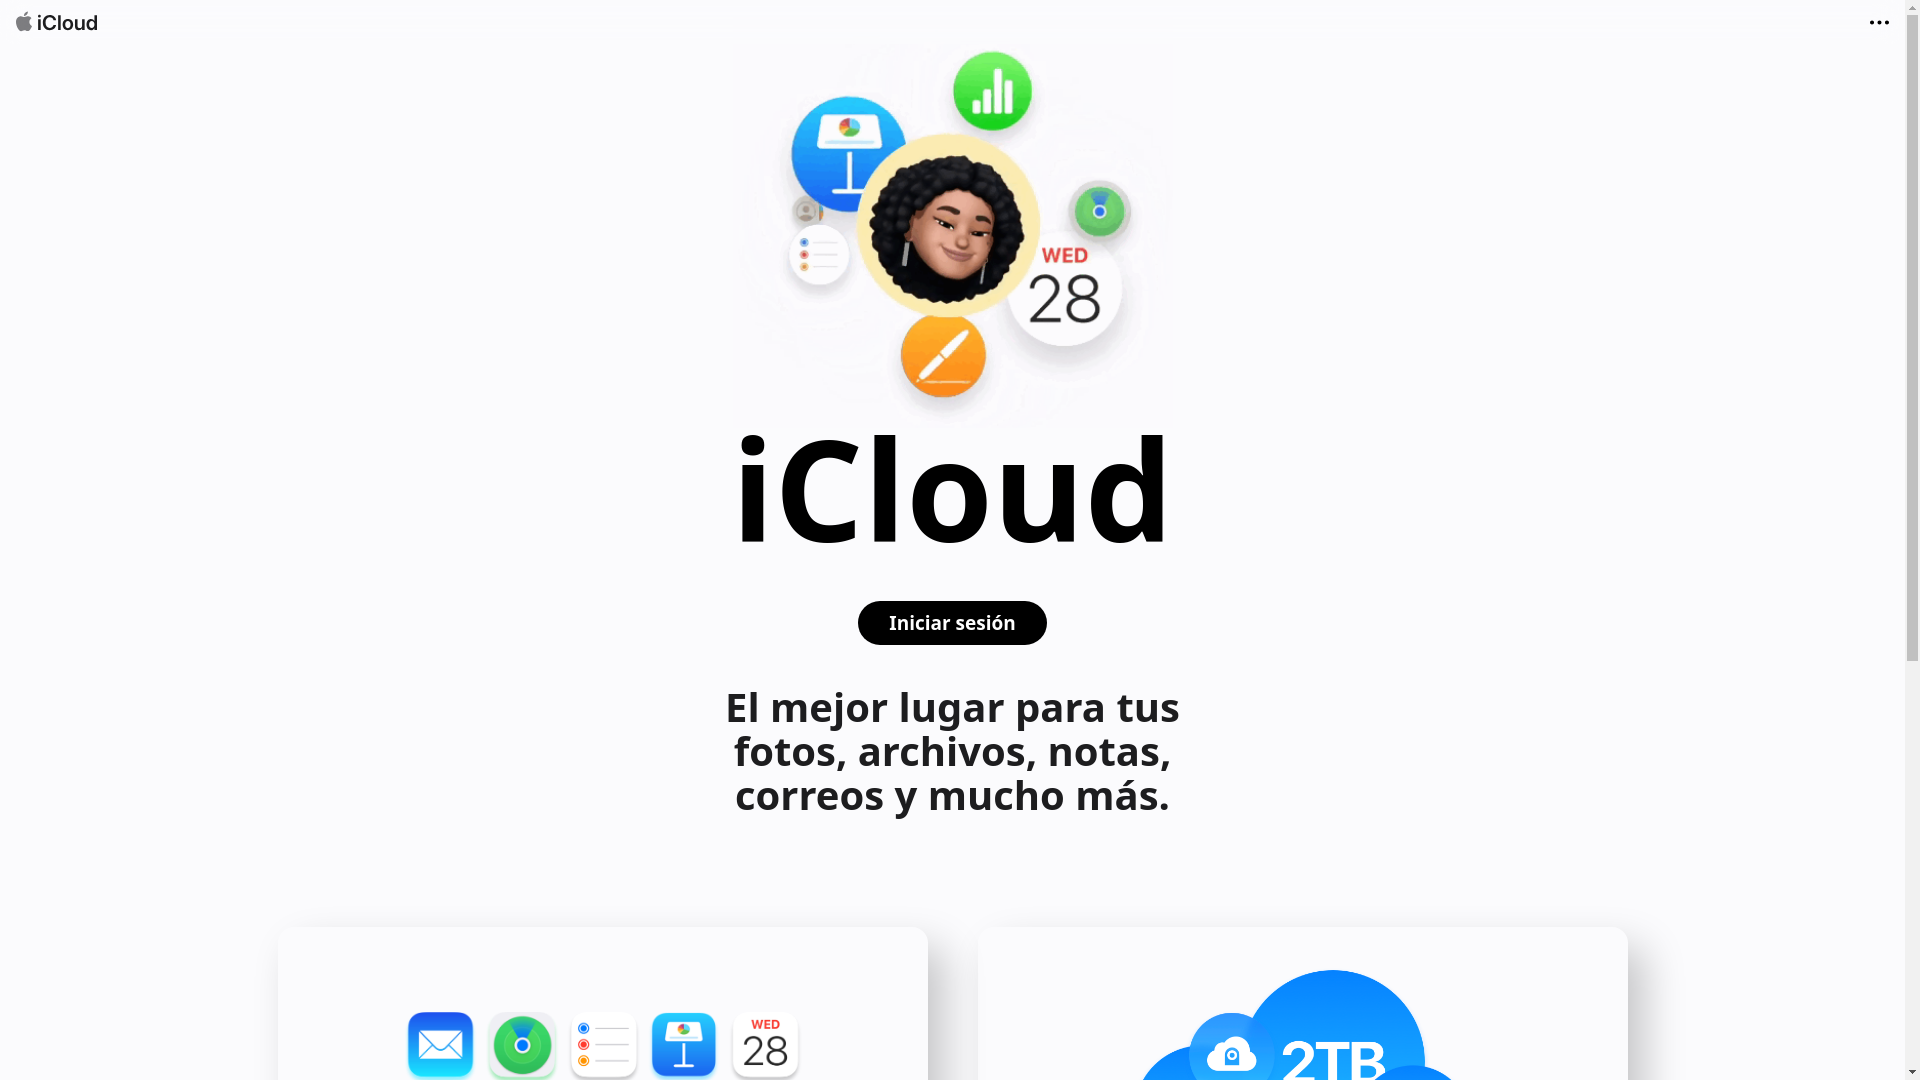 iCloud
WED
28
iCloud
Iniciar sesión
El mejor lugar para tus
fotos, archivos, notas,
correos y mucho más.
WED
28
2TB